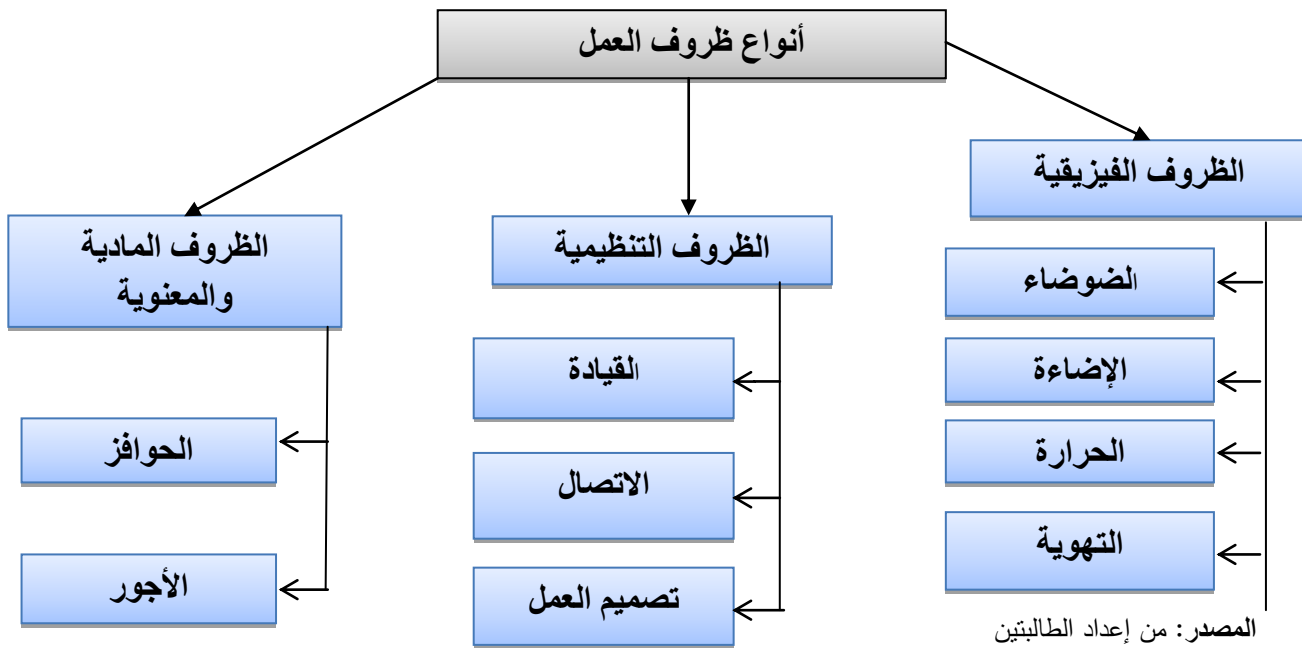 أنواع ظروف العمل
الظروف الفيزيقية
الضوضاء
الإضاءة
الحرارة
التهوية
الظروف التنظيمية
القيادة
الاتصال
تصميم العمل
الظروف المادية
والمعنوية
الحوافز
الأجور
المصدر: من إعداد الطالبتين